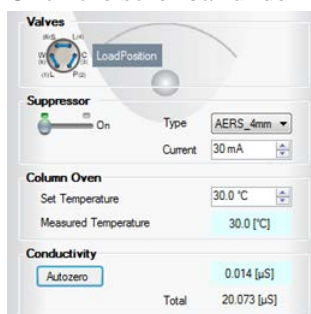 Valves
LoadPosition
Suppressor
On
Type
AERS_4mm
Current
30 mA
Column Oven
Set Temperature
30.0 °C
Measured Temperature
30.0 [°C]
Conductivity
Autozero
0.014 [µS]
Total
20.073 [µS]